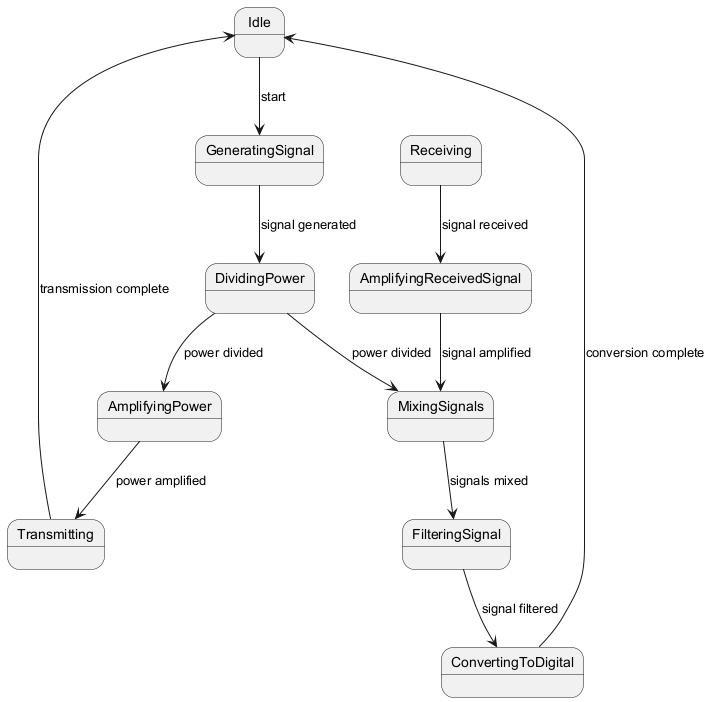 Idle
start
GeneratingSignal
Receiving
signal generated
signal received
DividingPower
AmplifyingReceivedSignal
transmission complete
power divided
power divided
signal amplified
conversion complete
AmplifyingPower
MixingSignals
power amplified
signals mixed
Transmitting
FilteringSignal
signal filtered
ConvertingToDigital